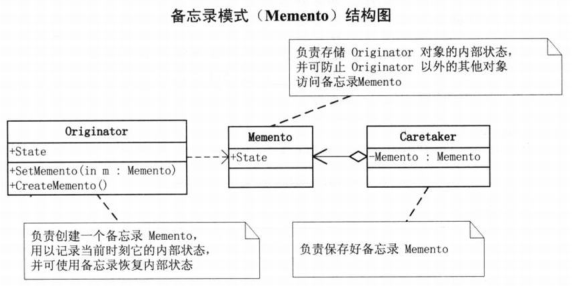 备忘录模式（Memento）结构图
负责存储 Originator 对象的内部状态，
并可防止 Originator 以外的其他对象
访问备忘录Memento
Originator
+State
+SetMemento(in m : Memento)
+CreateMemento()
Memento
+State
Caretaker
-Memento : Memento
负责创建一个备忘录 Memento，
用以记录当前时刻它的内部状态，
并可使用备忘录恢复内部状态
负责保存好备忘录 Memento